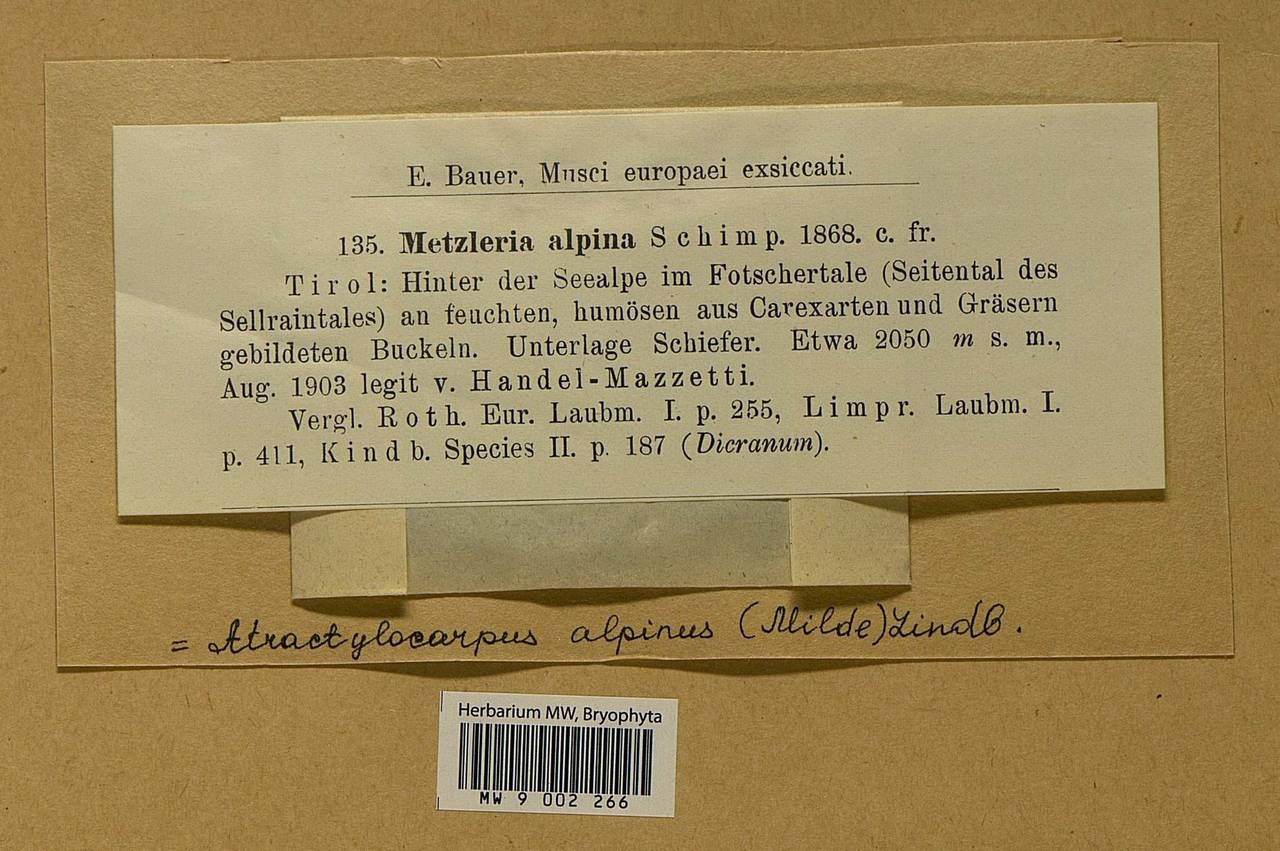 E. Bauer, Musci europaei exsiccati.
135. Metzleria alpina Schimp. 1868. c. fr.
Tirol: Hinter der Seealpe im Fotschertale (Seitental des
Sellraintales) an feuchten, humösen aus Carexarten und Gräsern
gebildeten Buckeln. Unterlage Schiefer. Etwa 2050 m s. m.,
Aug. 1903 legit v. Handel-Mazzetti.
Vergl. Roth. Eur. Laubm. I. p. 255, Limpr. Laubm. I.
p. 411, Kindb. Species II. p. 187 (Dicranum).
= Atractylocarpus alpinus (Milde) Lindb.
Herbarium MW, Bryophyta
MW 9 002 266